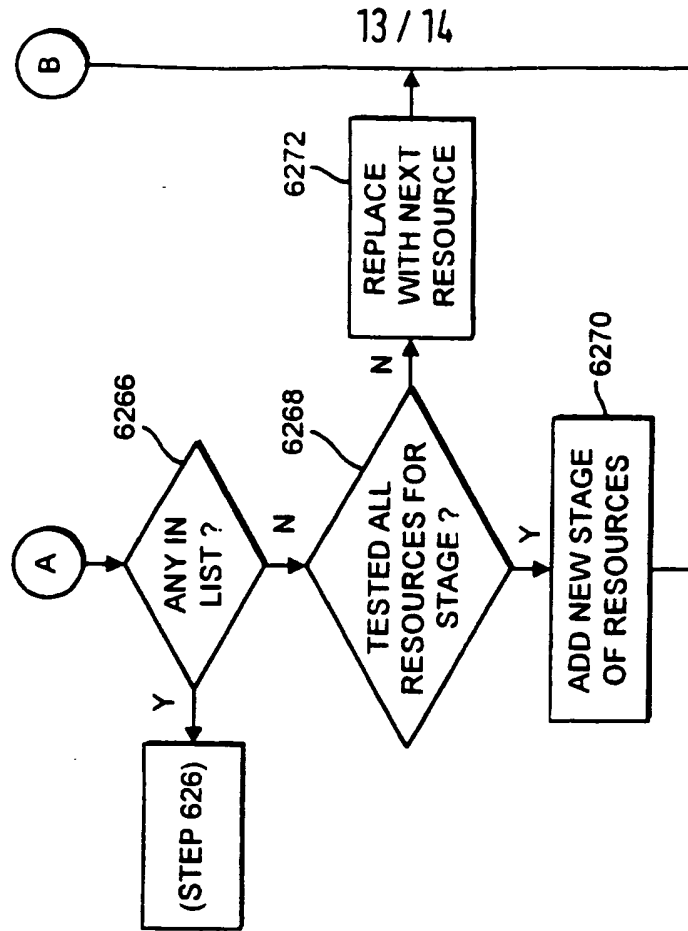 13 / 14
A
B
6266
ANY IN
LIST ?
Y
N
(STEP 626)
6268
TESTED ALL
RESOURCES FOR
STAGE ?
N
Y
6272
REPLACE
WITH NEXT
RESOURCE
6270
ADD NEW STAGE
OF RESOURCES